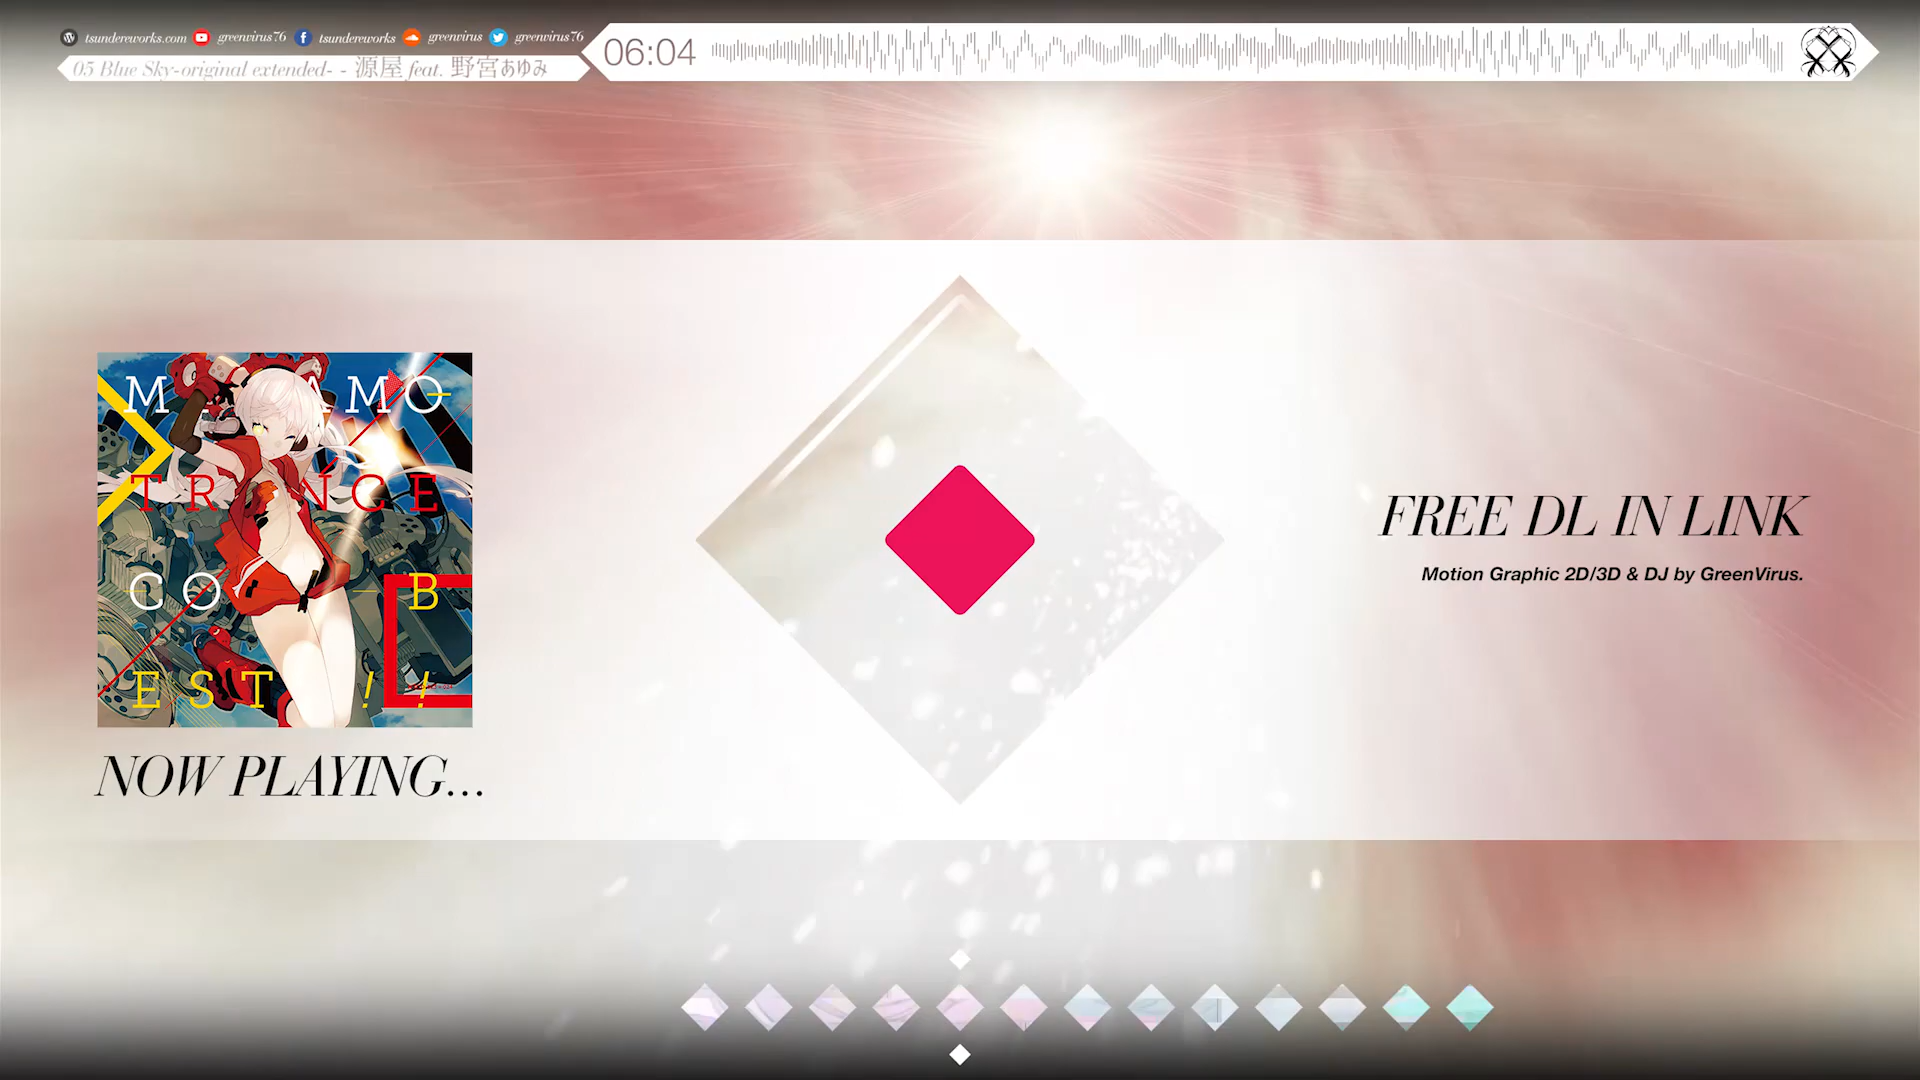 tsundereworks.com greenvirus76 tsundereworks greenvirus greenvirus76
05 Blue Sky-original extended- - 源屋 feat. 野宮あゆみ
06:04
M AMO
TR NCE
CO B
EST !!
NOW PLAYING...
FREE DL IN LINK
Motion Graphic 2D/3D & DJ by GreenVirus.